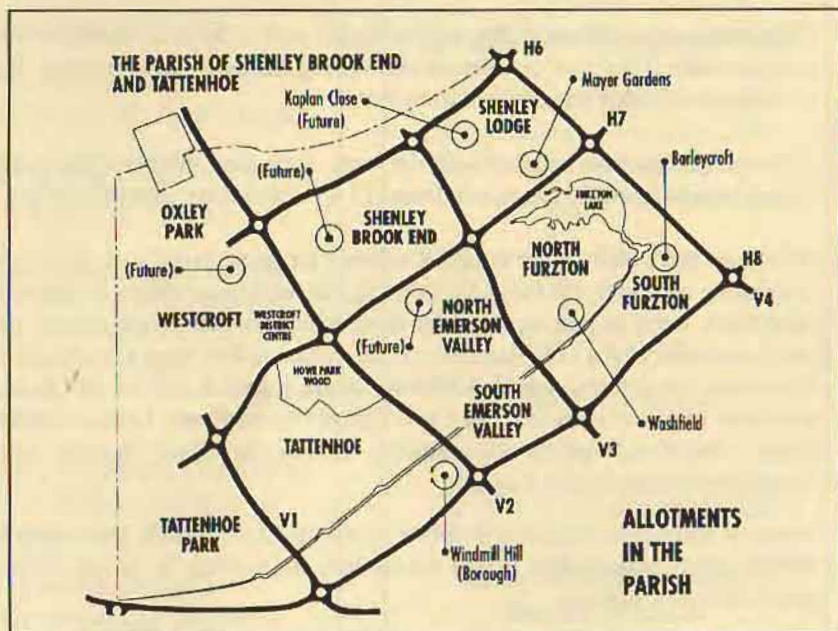 THE PARISH OF SHENLEY BROOK END
AND TATTENHOE
H6
Mayer Gardens
Kaplan Close
(Future)
SHENLEY
LODGE
H7
Barleycroft
(Future)
FURZTON
LAKE
OXLEY
PARK
SHENLEY
BROOK END
NORTH
FURZTON
H8
V4
(Future)
SOUTH
FURZTON
WESTCROFT
WESTCROFT
DISTRICT
CENTRE
NORTH
EMERSON
VALLEY
(Future)
HOWE PARK
WOOD
SOUTH
EMERSON
VALLEY
Washfield
TATTENHOE
V3
V2
V1
TATTENHOE
PARK
Windmill Hill
(Borough)
ALLOTMENTS
IN THE
PARISH